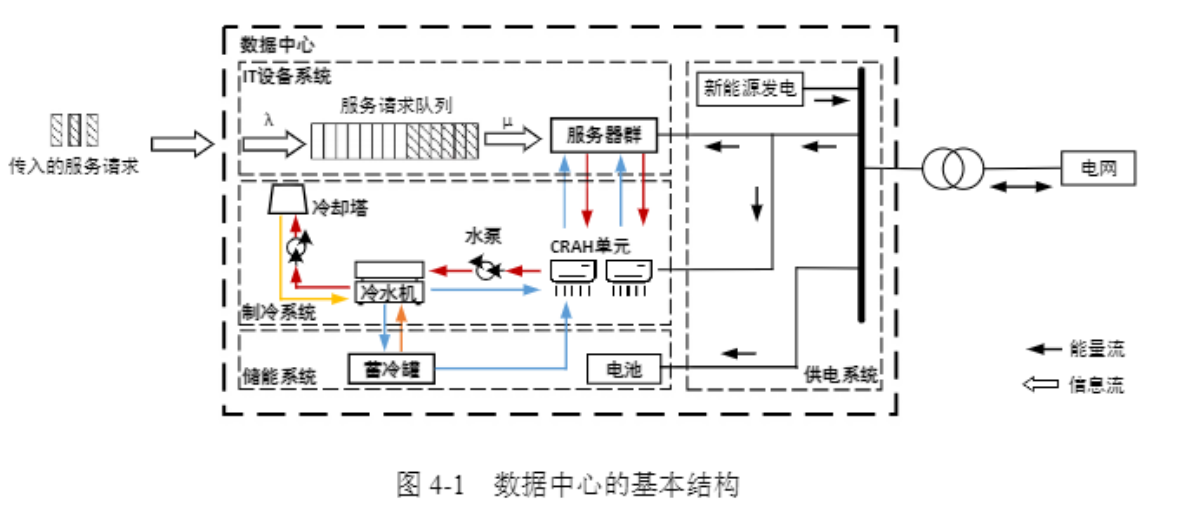 数据中心
IT设备系统
服务请求队列
新能源发电
λ
μ
服务器群
传入的服务请求
电网
冷却塔
水泵
CRAH单元
冷水机
制冷系统
蓄冷罐
电池
储能系统
供电系统
能量流
信息流
图 4-1 数据中心的基本结构